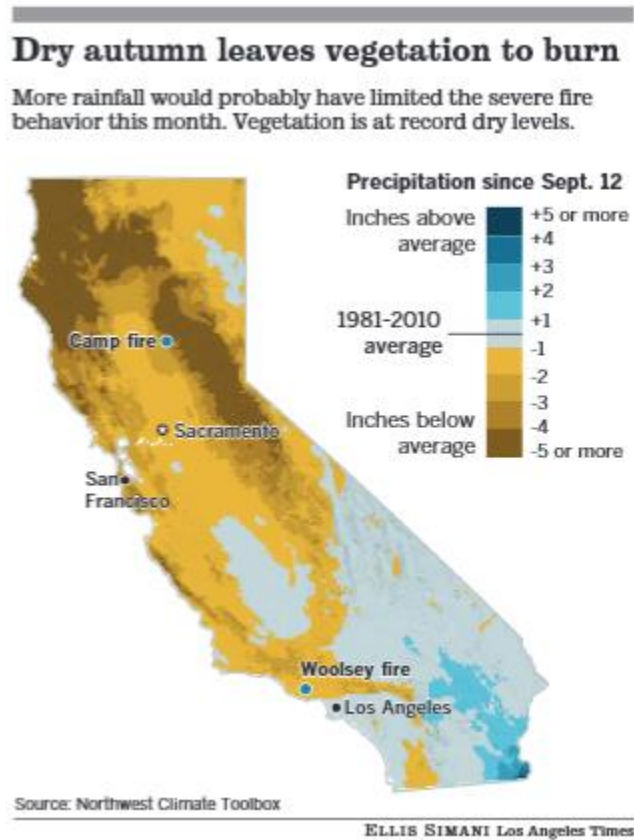 Dry autumn leaves vegetation to burn
More rainfall would probably have limited the severe fire
behavior this month. Vegetation is at record dry levels.
Precipitation since Sept. 12
Inches above
average
+5 or more
+4
+3
+2
+1
1981-2010
average
-1
-2
-3
-4
-5 or more
Inches below
average
Camp fire
Sacramento
San
Francisco
Woolsey fire
Los Angeles
Source: Northwest Climate Toolbox
ELLIS SIMANI Los Angeles Times